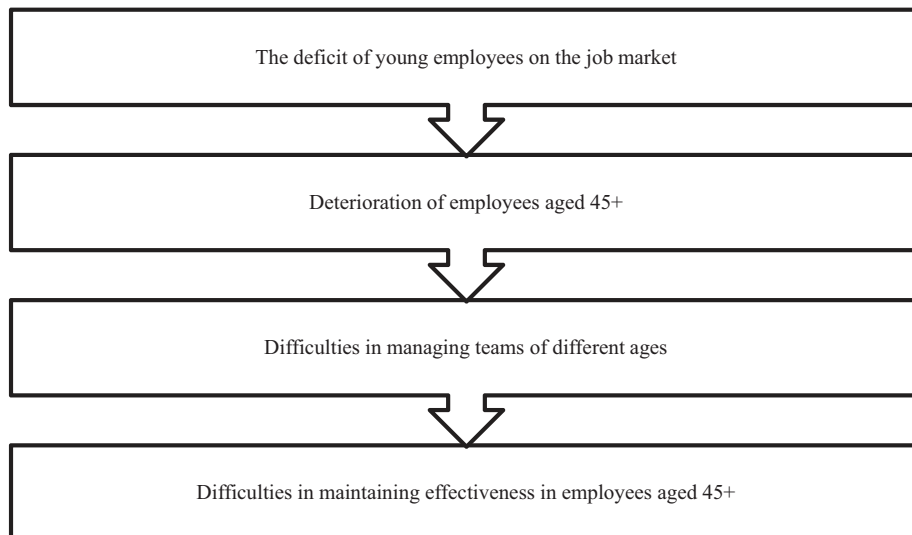 The deficit of young employees on the job market
Deterioration of employees aged 45+
Difficulties in managing teams of different ages
Difficulties in maintaining effectiveness in employees aged 45+